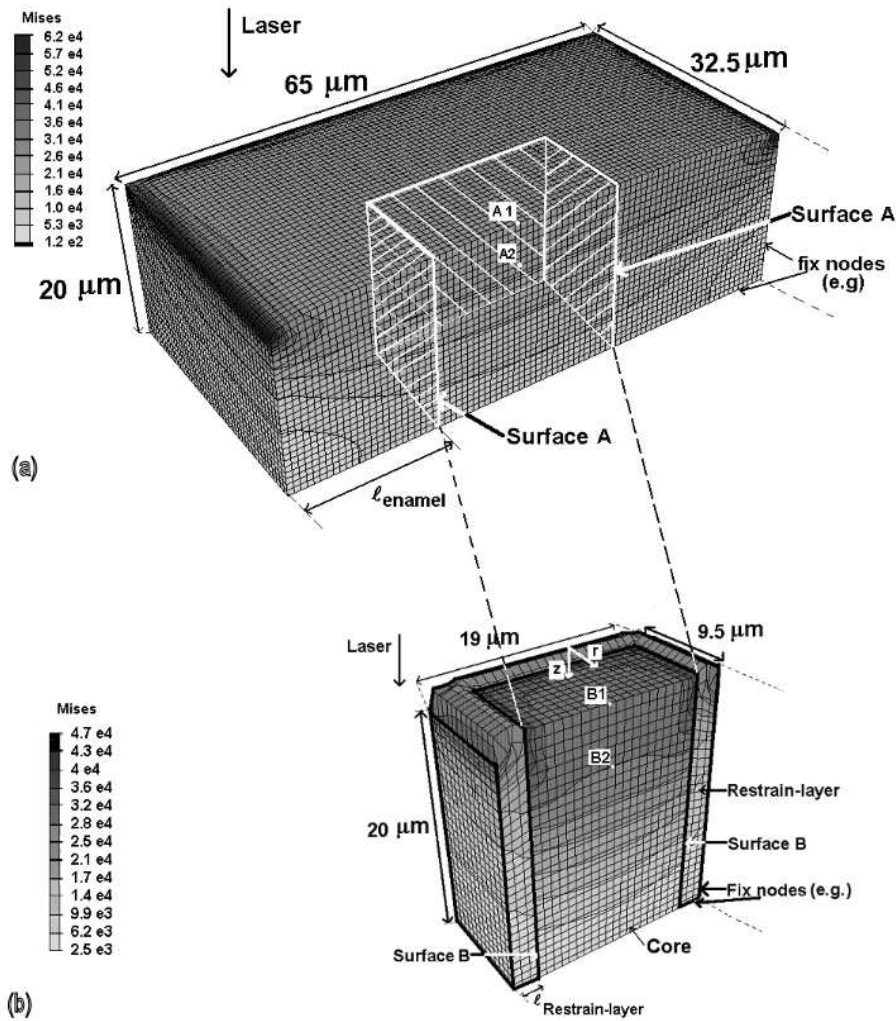 Mises
6.2 e4
5.7 e4
5.2 e4
4.6 e4
4.1 e4
3.6 e4
3.1 e4
2.6 e4
2.1 e4
1.6 e4
1.0 e4
5.3 e3
1.2 e2
Laser
65 µm
32.5 µm
20 µm
A 1
A2
Surface A
fix nodes
(e.g)
Surface A
ℓenamel
(a)
Laser
19 µm
9.5 µm
r
z
B1
B2
20 µm
Restrain-layer
Surface B
Fix nodes (e.g.)
Surface B
Core
ℓRestrain-layer
Mises
4.7 e4
4.3 e4
4 e4
3.6 e4
3.2 e4
2.8 e4
2.5 e4
2.1 e4
1.7 e4
1.4 e4
9.9 e3
6.2 e3
2.5 e3
(b)